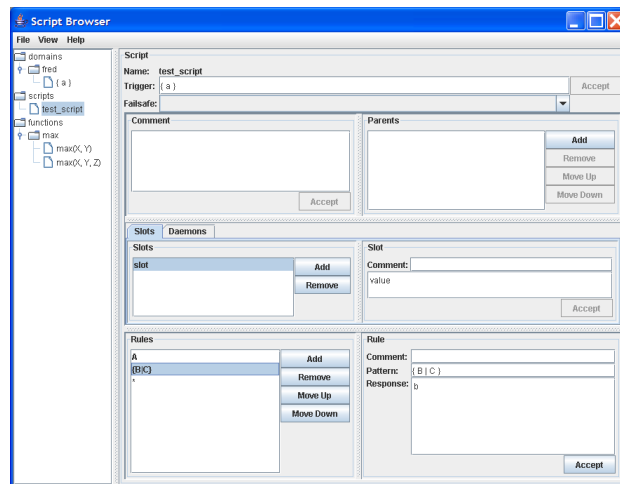 Script Browser
File View Help
domains
fred
{ a }
scripts
test_script
functions
max
max(X, Y)
max(X, Y, Z)
Script
Name: test_script
Trigger: { a }
Accept
Failsafe:
Comment
Accept
Parents
Add
Remove
Move Up
Move Down
Slots Daemons
Slots
slot
Add
Remove
Slot
Comment:
value
Accept
Rules
A
{B|C}
*
Add
Remove
Move Up
Move Down
Rule
Comment:
Pattern: { B | C }
Response: b
Accept